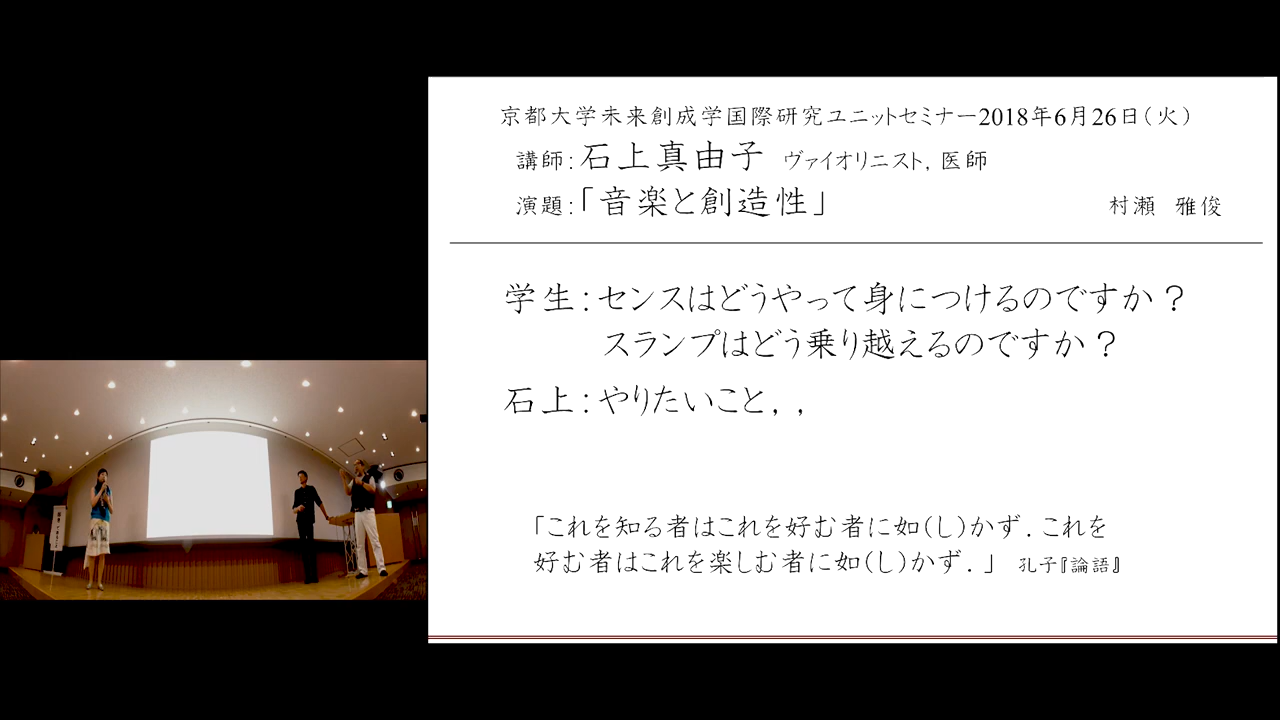 京都大学未来創成学国際研究ユニットセミナー2018年6月26日(火)
講師:石上真由子 ヴァイオリニスト, 医師
演題:「音楽と創造性」 村瀬 雅俊
学生:センスはどうやって身につけるのですか?
スランプはどう乗り越えるのですか?
石上:やりたいこと, ,
「これを知る者はこれを好む者に如(し)かず. これを
好む者はこれを楽しむ者に如(し)かず. 」 孔子『論語』